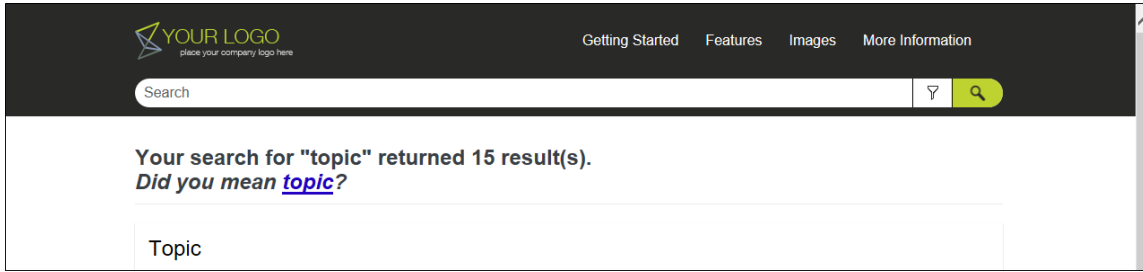 YOUR LOGO
place your company logo here
Getting Started Features Images More Information
Search
Your search for "topic" returned 15 result(s).
Did you mean topic?
Topic